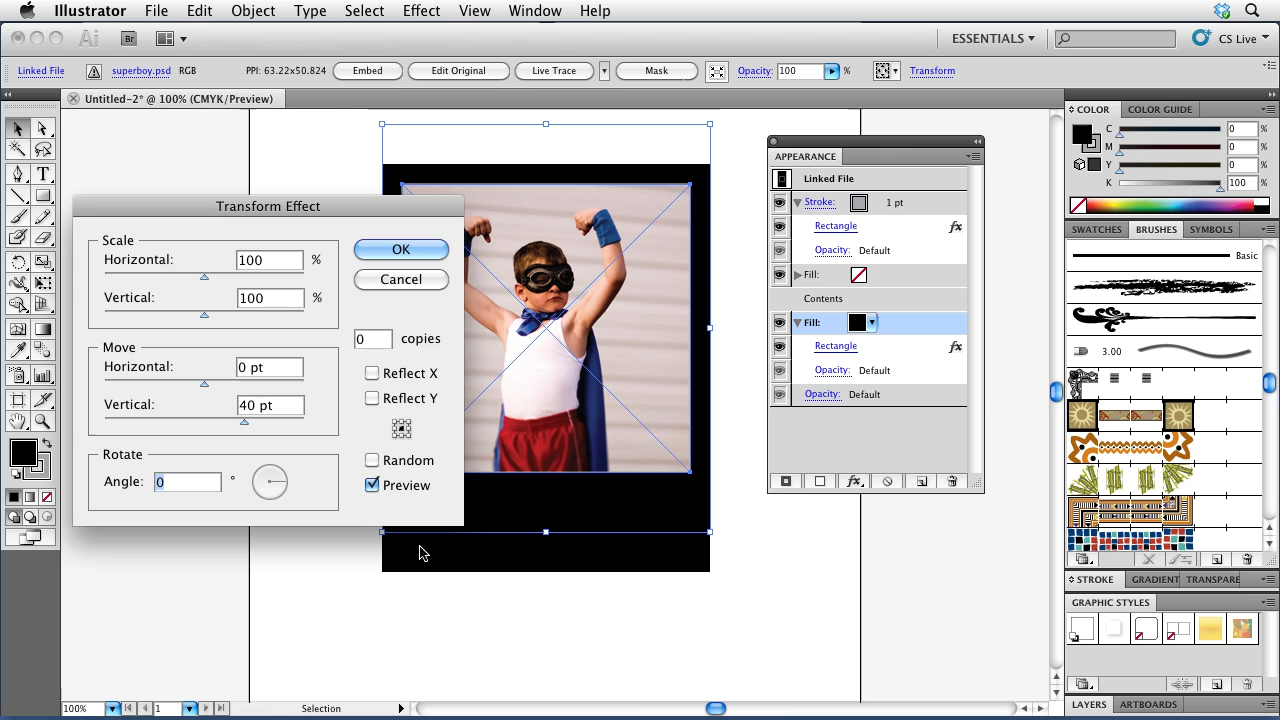 Illustrator File Edit Object Type Select Effect View Window Help
Ai Br ESSENTIALS CS Live
Linked File superboy.psd RGB PPI: 63.22x50.824 Embed Edit Original Live Trace Mask Opacity: 100 % Transform
Untitled-2* @ 100% (CMYK/Preview)
Transform Effect
Scale
Horizontal: 100 %
Vertical: 100 %
Move
Horizontal: 0 pt
Vertical: 40 pt
Rotate
Angle: 0 °
OK
Cancel
0 copies
Reflect X
Reflect Y
Random
Preview
APPEARANCE
Linked File
Stroke: 1 pt
Rectangle fx
Opacity: Default
Fill:
Contents
Fill:
Rectangle fx
Opacity: Default
Opacity: Default
fx
COLOR COLOR GUIDE
C 0 %
M 0 %
Y 0 %
K 100 %
SWATCHES BRUSHES SYMBOLS
Basic
3.00
STROKE GRADIENT TRANSPARE
GRAPHIC STYLES
LAYERS ARTBOARDS
100% 1 Selection